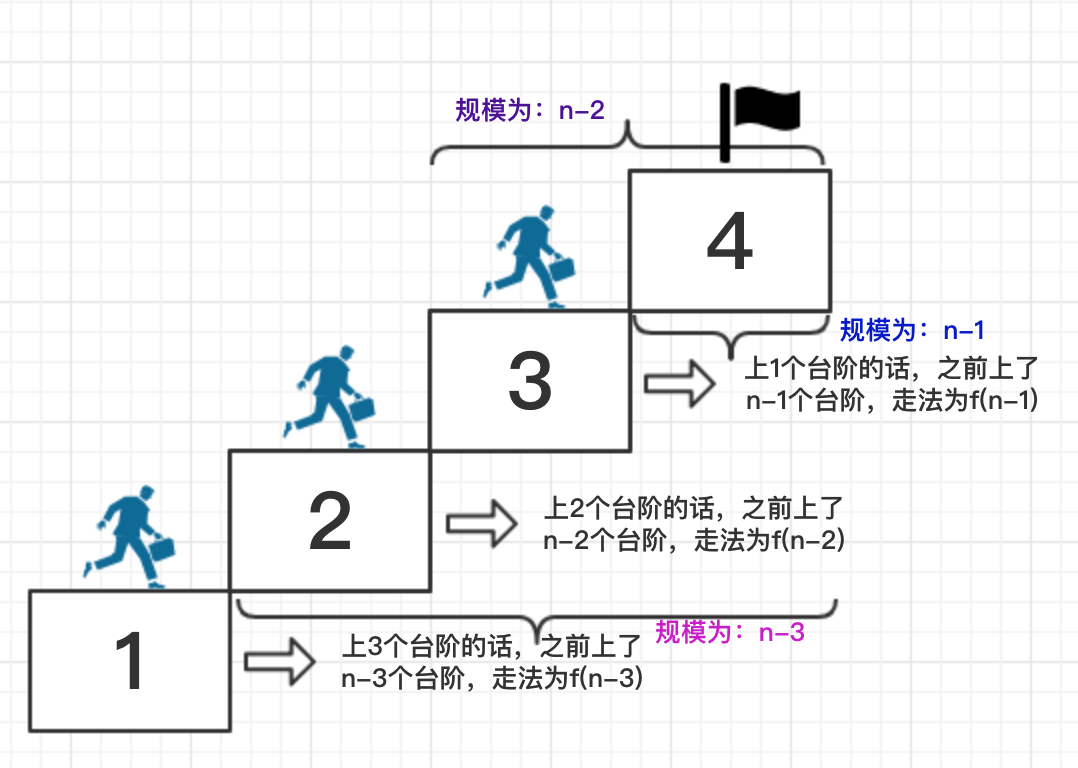 规模为：n-2
4
规模为：n-1
3
上1个台阶的话，之前上了
n-1个台阶，走法为f(n-1)
2
上2个台阶的话，之前上了
n-2个台阶，走法为f(n-2)
规模为：n-3
1
上3个台阶的话，之前上了
n-3个台阶，走法为f(n-3)